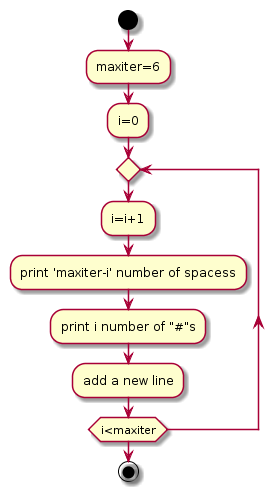 maxiter=6
i=0
i=i+1
print 'maxiter-i' number of spacess
print i number of "#"s
add a new line
i<maxiter